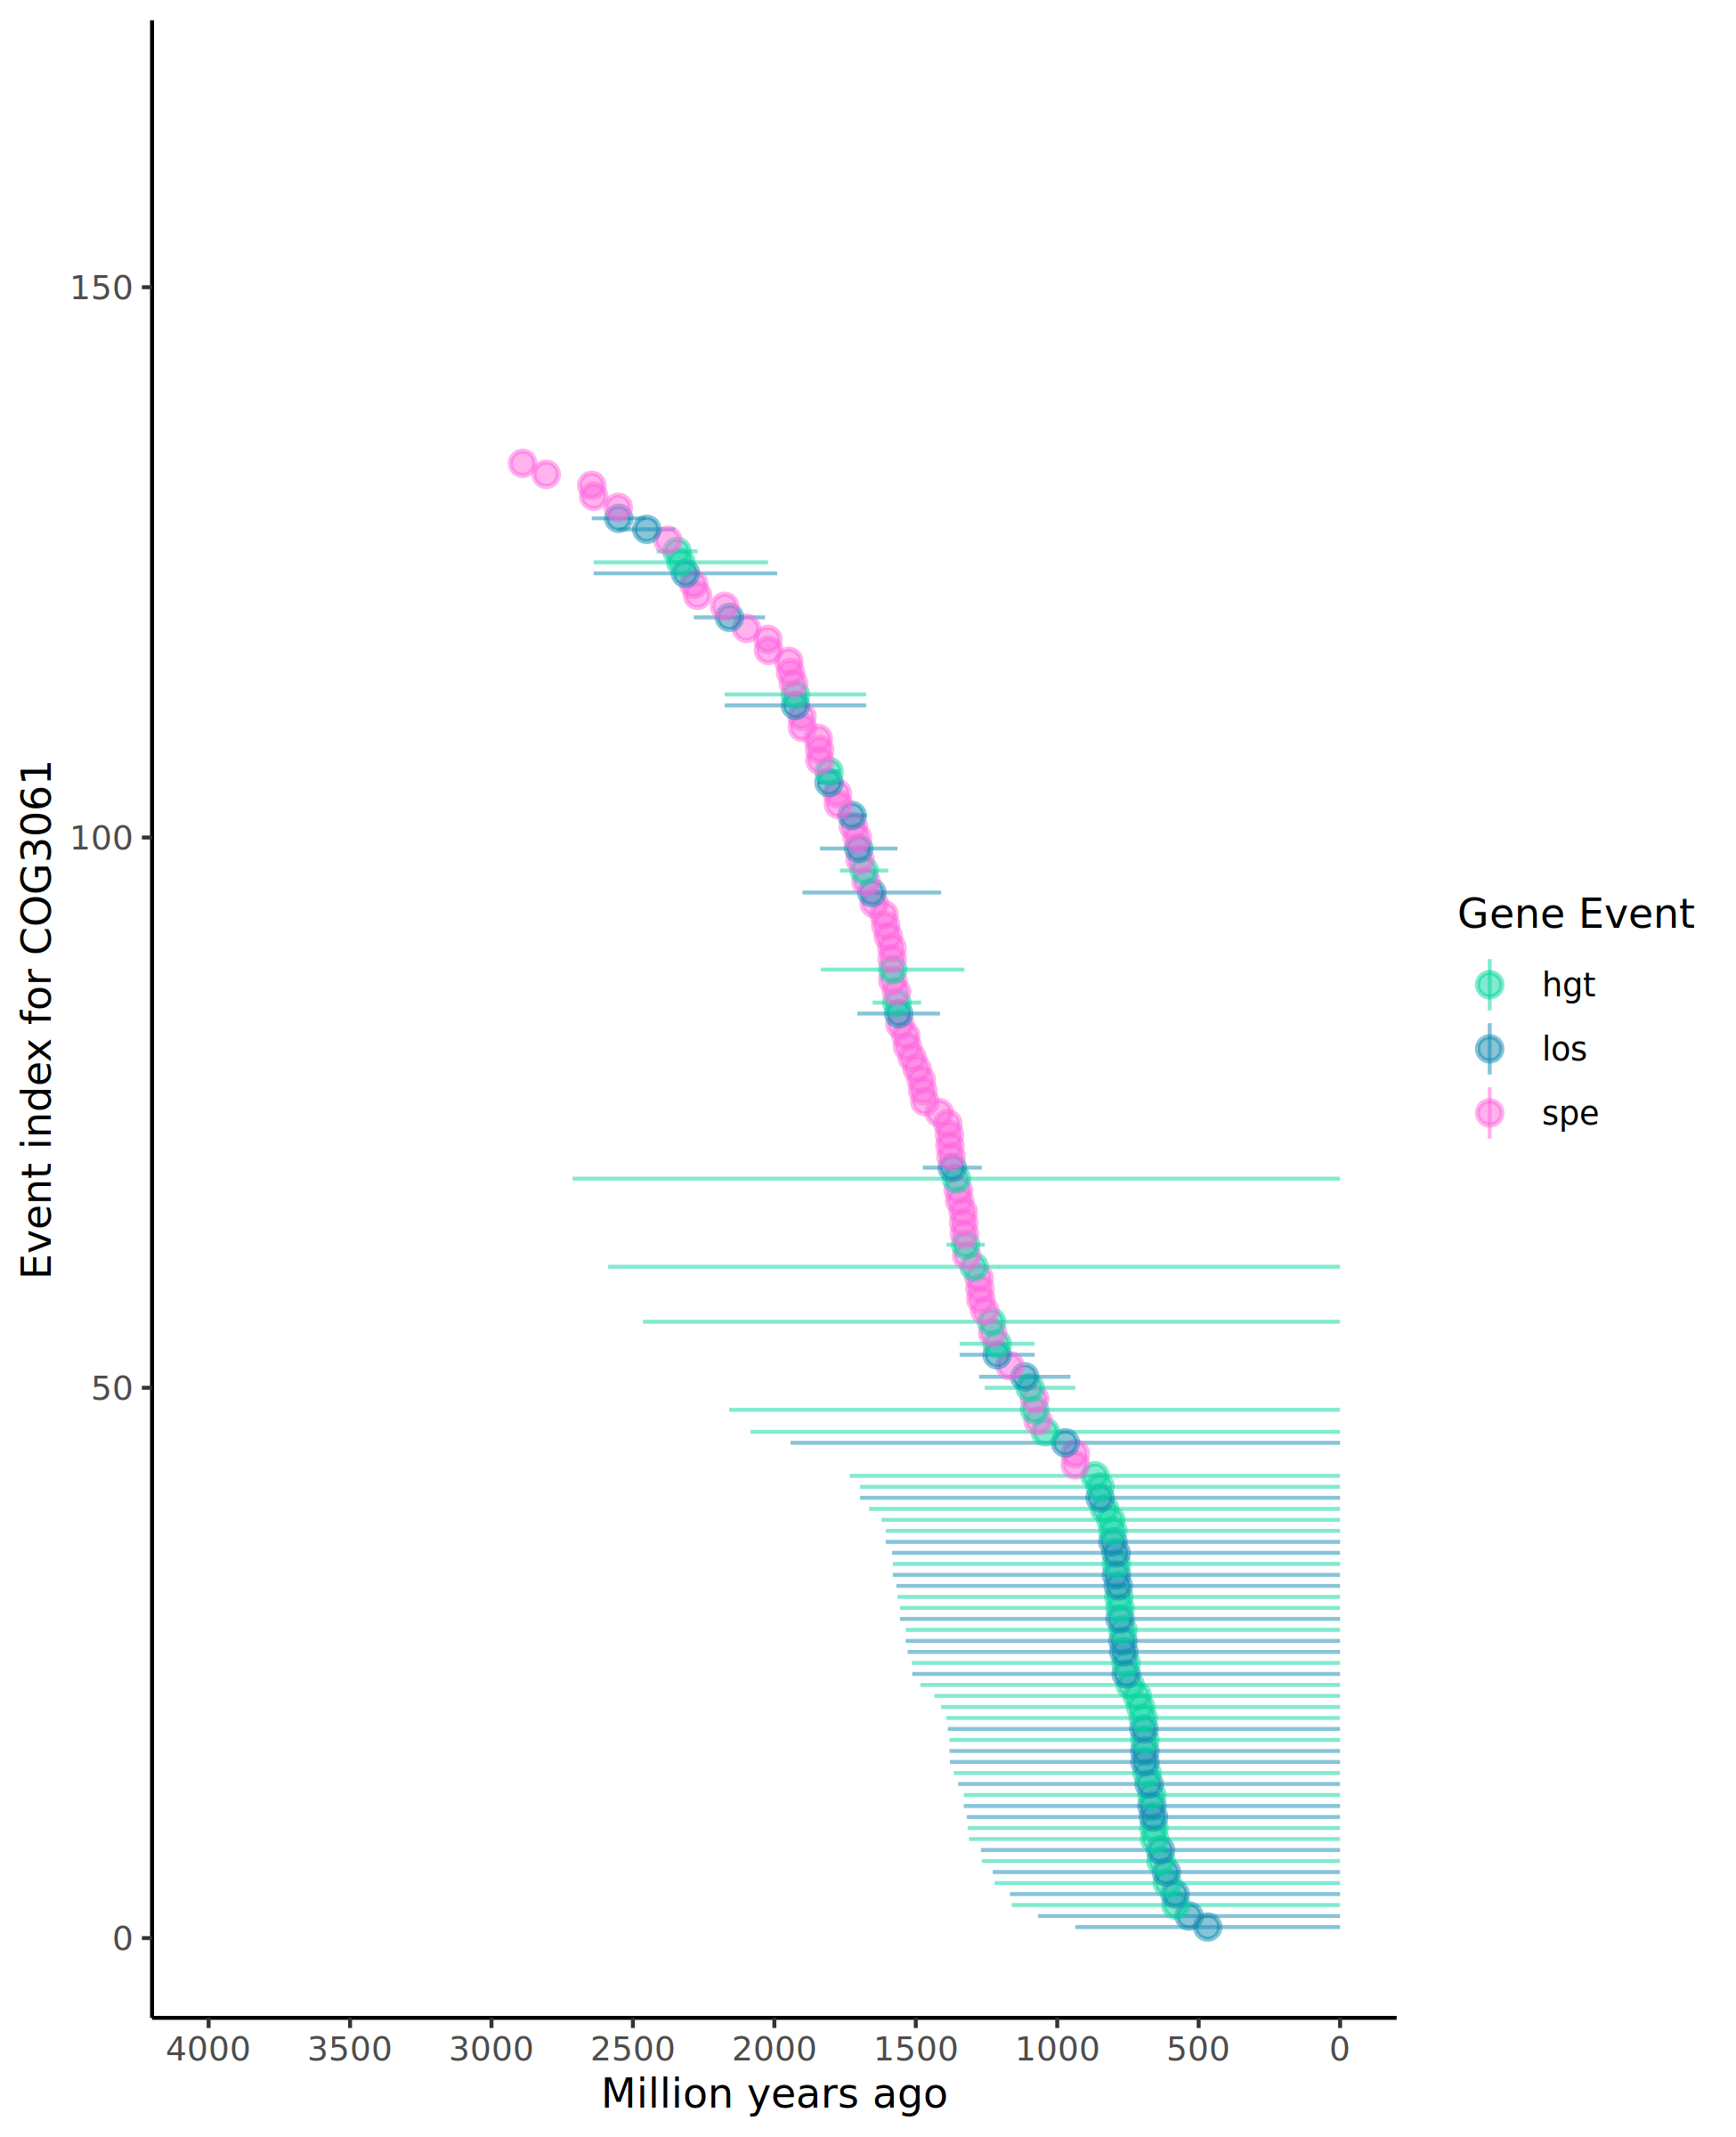 Event index for COG3061
150
100
50
0
4000 3500 3000 2500 2000 1500 1000 500 0
Million years ago
Gene Event
hgt
los
spe